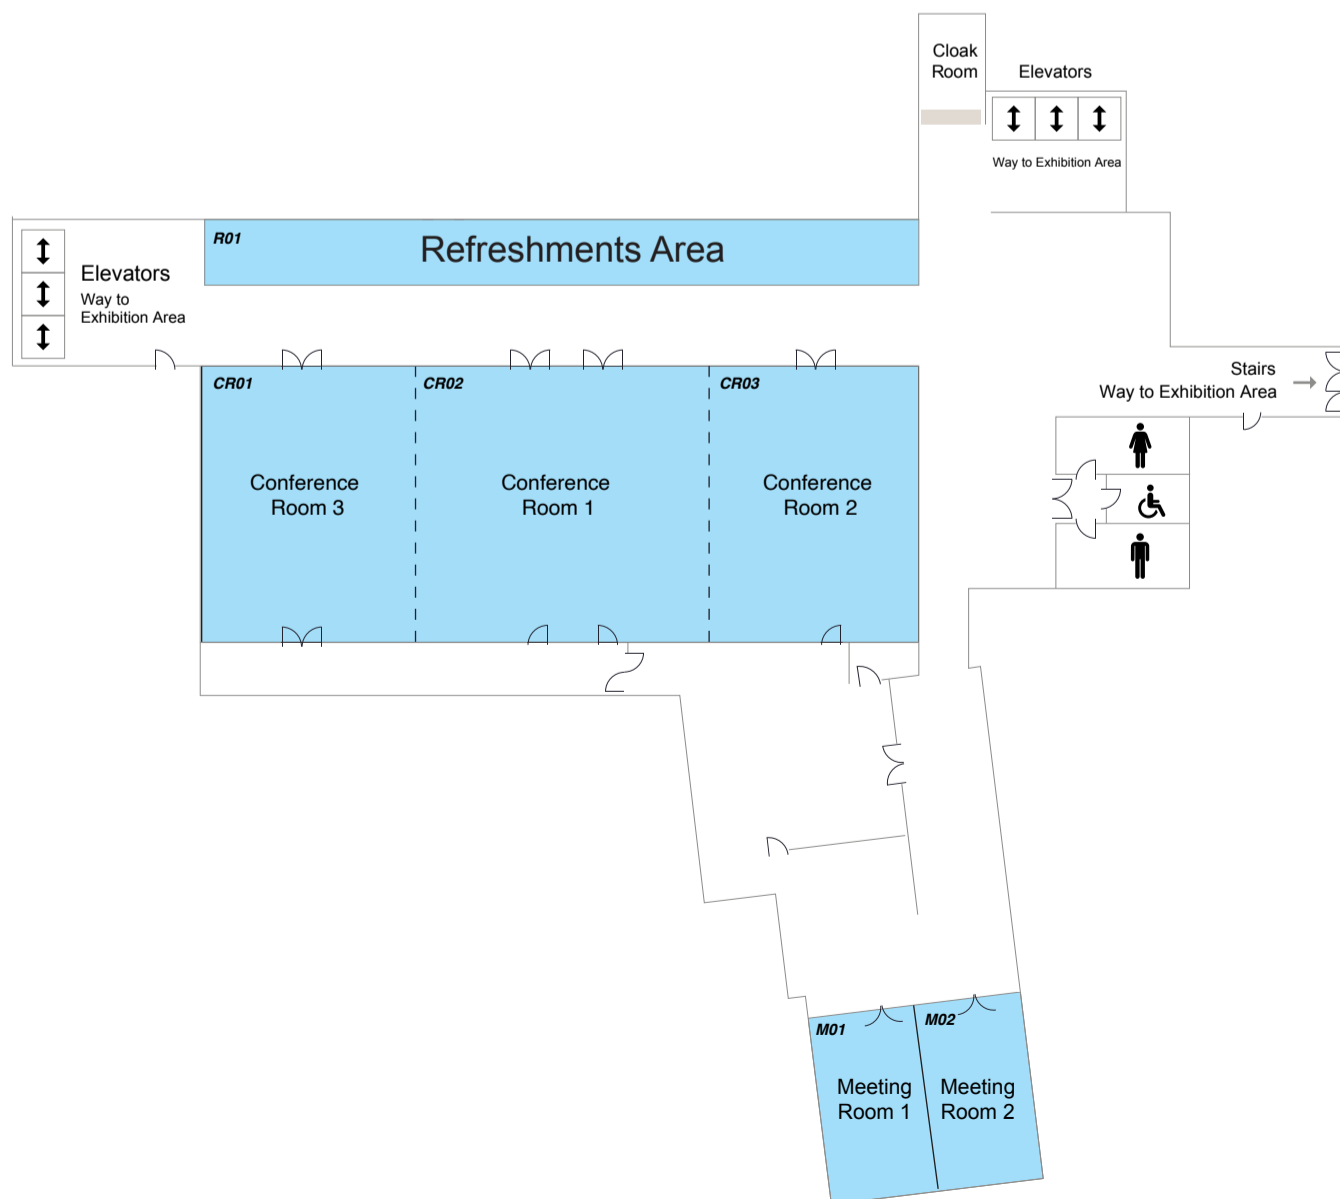 Cloak
Room
Elevators
Way to Exhibition Area
R01
Refreshments Area
Elevators
Way to
Exhibition Area
Stairs
Way to Exhibition Area
CR01
CR02
CR03
Conference
Room 3
Conference
Room 1
Conference
Room 2
M01
M02
Meeting
Room 1
Meeting
Room 2